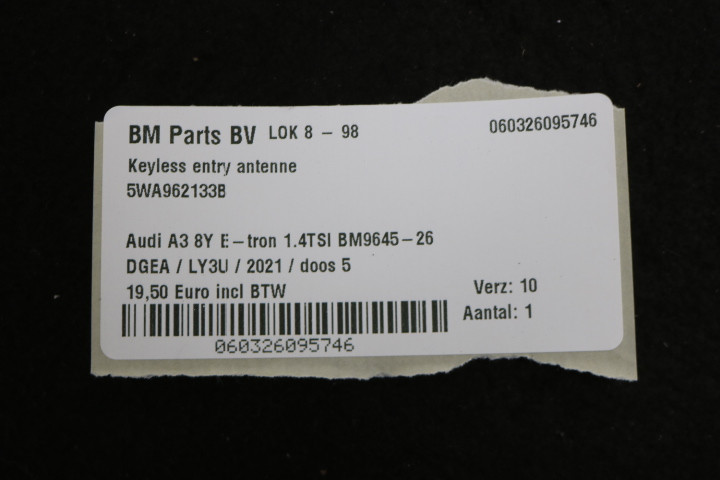 BM Parts BV LOK 8 - 98 060326095746
Keyless entry antenne
5WA962133B
Audi A3 8Y E-tron 1.4TSI BM9645-26
DGEA / LY3U / 2021 / doos 5
19,50 Euro incl BTW Verz: 10
Aantal: 1
060326095746